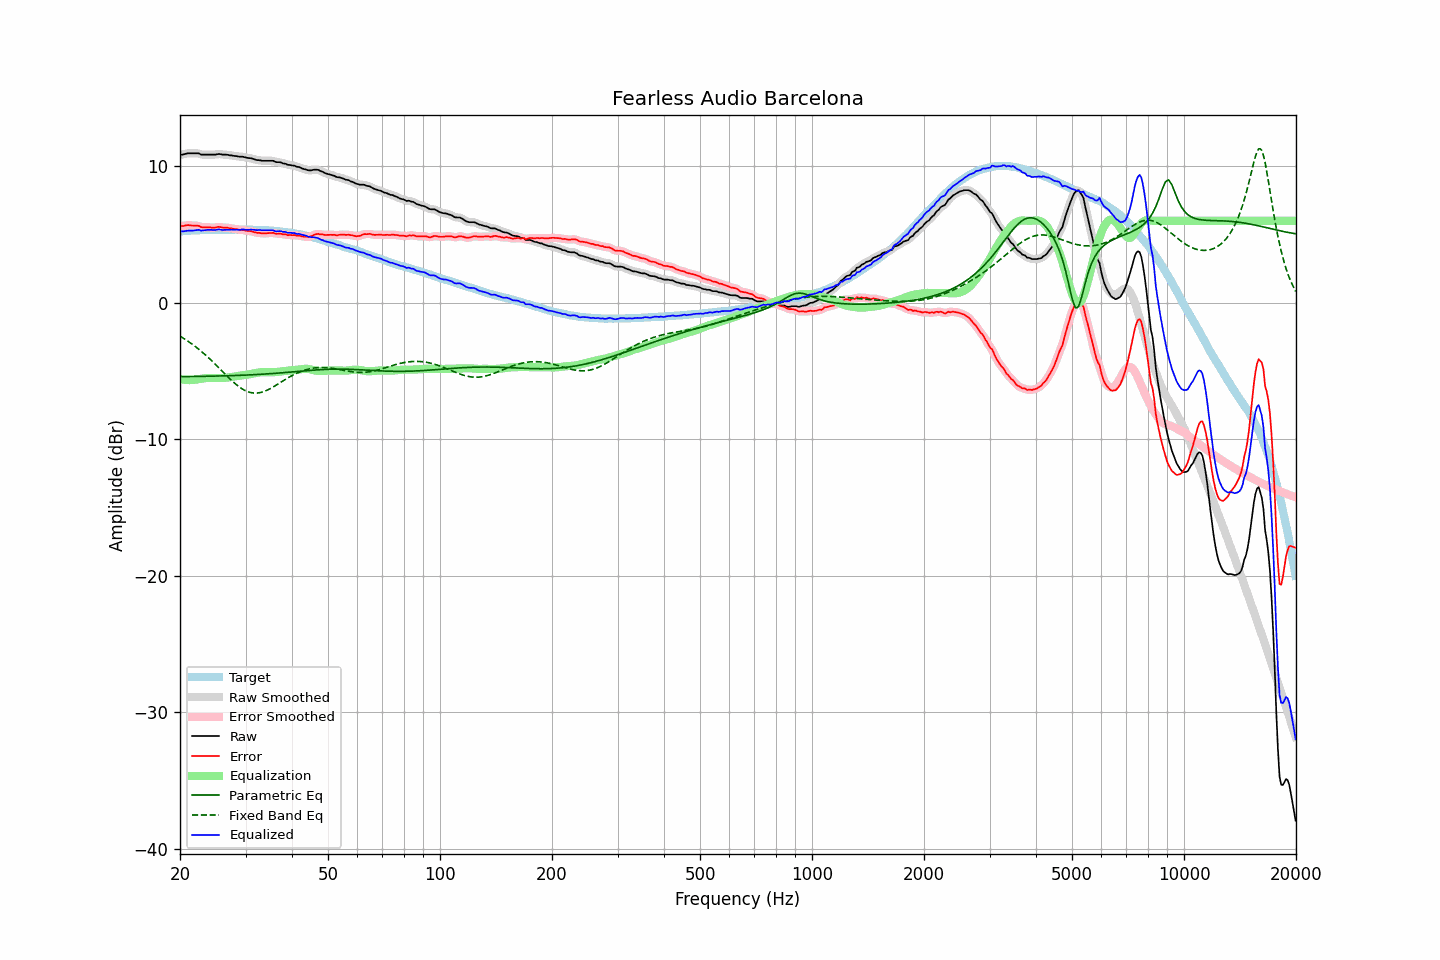 Fearless Audio Barcelona
Amplitude (dBr)
10
0
−10
−20
−30
−40
Target
Raw Smoothed
Error Smoothed
Raw
Error
Equalization
Parametric Eq
Fixed Band Eq
Equalized
20 50 100 200 500 1000 2000 5000 10000 20000
Frequency (Hz)